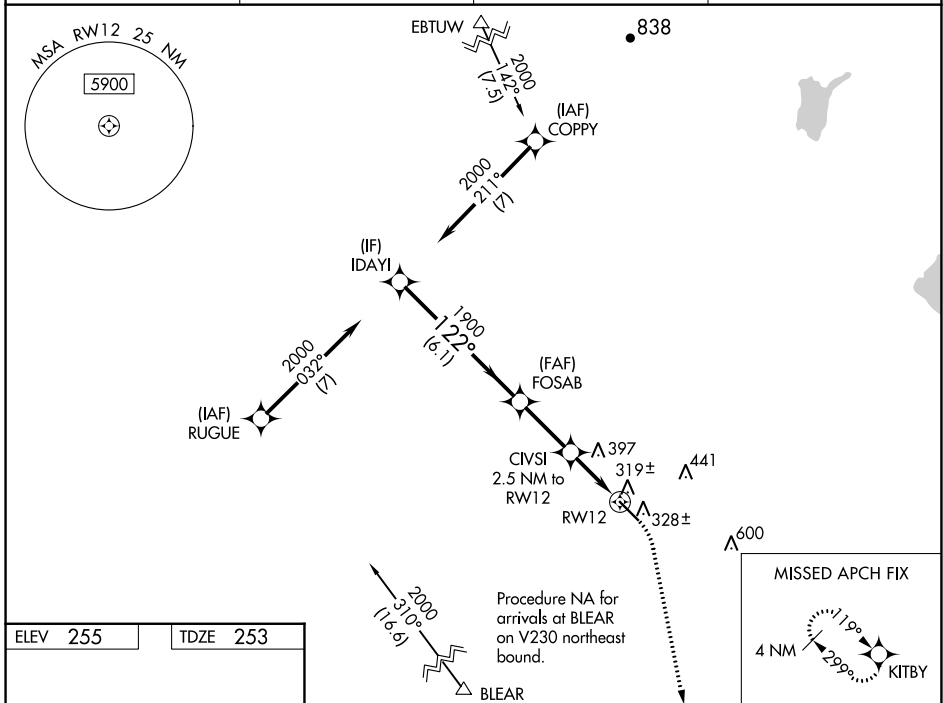 MSA RW12 25 NM
5900
EBTUW
2000
142°
(7.5)
838
(IAF)
COPPY
2000
211°
(7)
(IF)
IDAYI
1900
122°
(6.1)
2000
032°
(7)
(IAF)
RUGUE
(FAF)
FOSAB
CIVSI
2.5 NM to
RW12
397
319±
441
RW12
328±
600
2000
310°
(16.6)
BLEAR
Procedure NA for
arrivals at BLEAR
on V230 northeast
bound.
MISSED APCH FIX
4 NM
119°
299°
KITBY
ELEV 255
TDZE 253